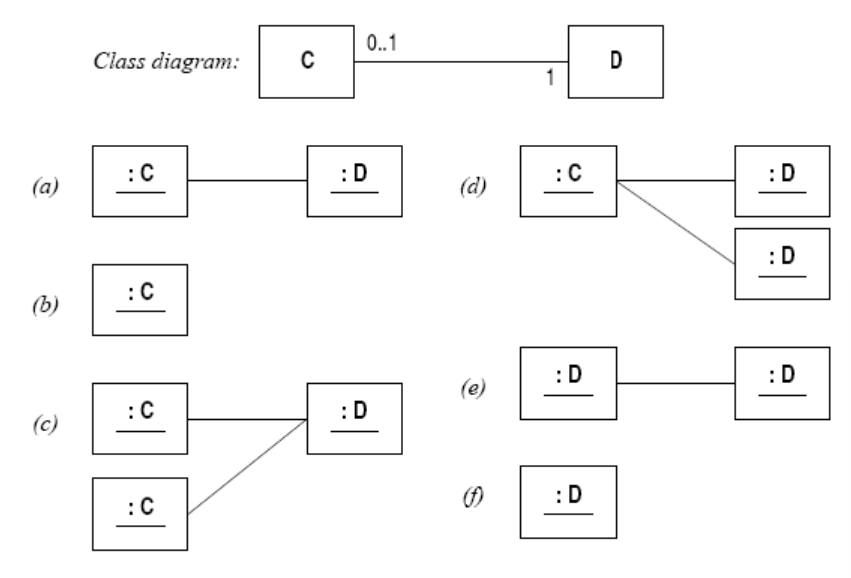 Class diagram: C 0..1 1 D
(a) : C : D
(d) : C : D
: D
(b) : C
(c) : C : D
: C
(e) : D : D
(f) : D